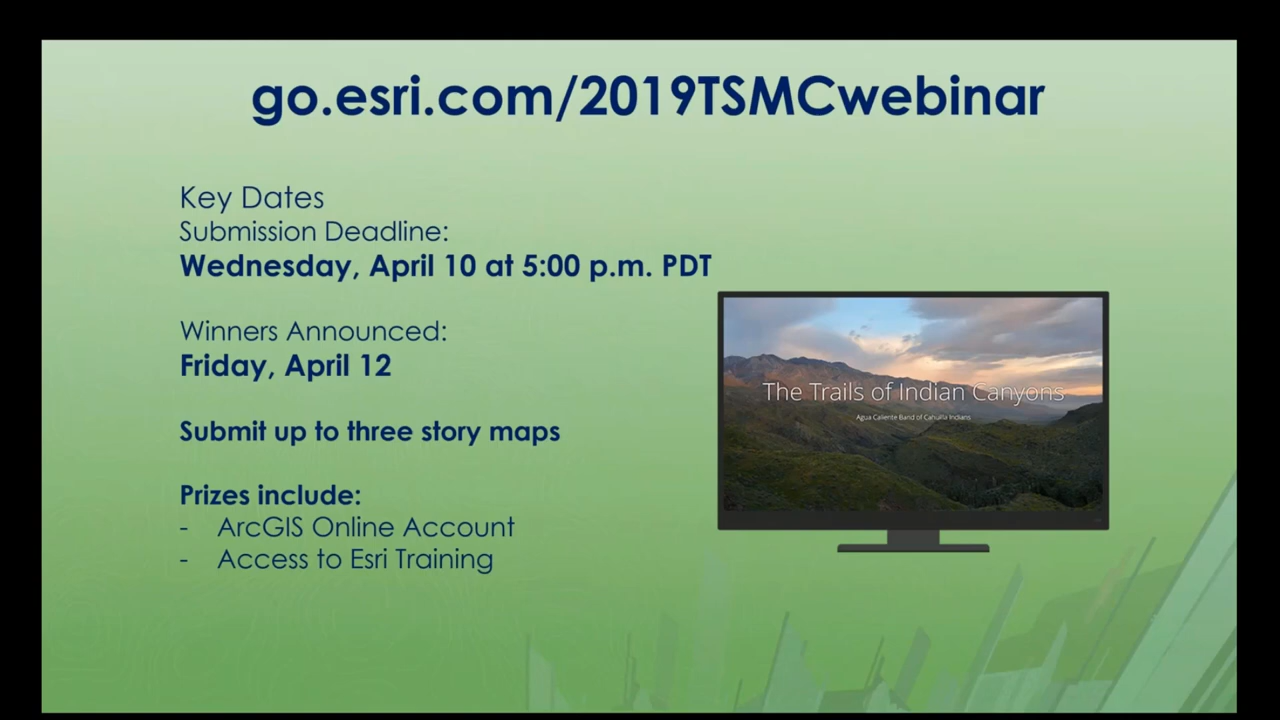 go.esri.com/2019TSMCwebinar
Key Dates
Submission Deadline:
Wednesday, April 10 at 5:00 p.m. PDT
Winners Announced:
Friday, April 12
Submit up to three story maps
Prizes include:
- ArcGIS Online Account
- Access to Esri Training
The Trails of Indian Canyons
Agua Caliente Band of Cahuilla Indians